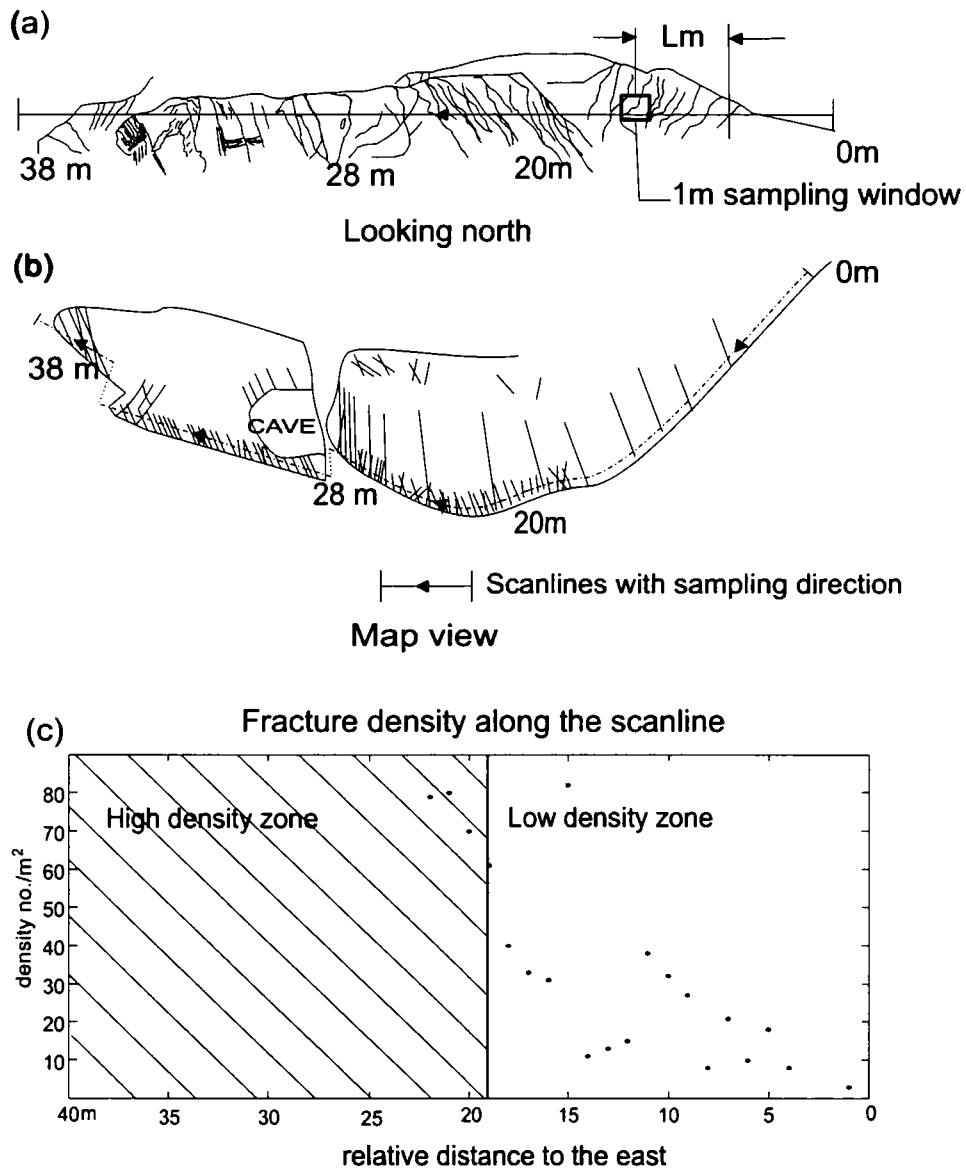 (a)
Lm
38 m
28 m
20m
0m
1m sampling window
Looking north
(b)
0m
38 m
CAVE
28 m
20m
Scanlines with sampling direction
Map view
(c)
Fracture density along the scanline
High density zone
Low density zone
density no./m²
80
70
60
50
40
30
20
10
40m
35
30
25
20
15
10
5
0
relative distance to the east